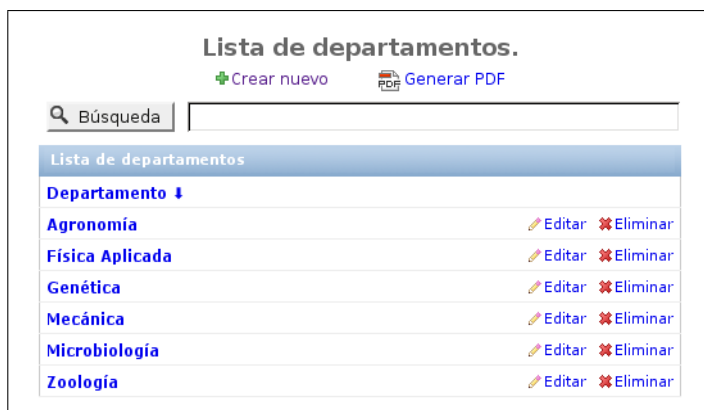 Lista de departamentos.
Crear nuevo PDF Generar PDF
Búsqueda
Lista de departamentos
Departamento ⬇
Agronomía Editar Eliminar
Física Aplicada Editar Eliminar
Genética Editar Eliminar
Mecánica Editar Eliminar
Microbiología Editar Eliminar
Zoología Editar Eliminar